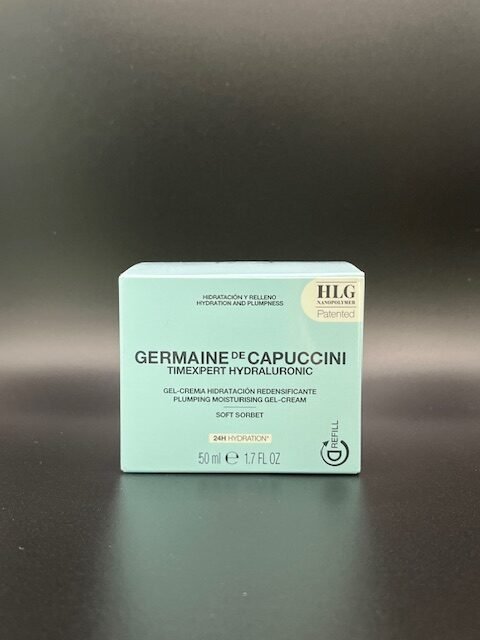 HIDRATACIÓN Y RELLENO
HYDRATION AND PLUMPNESS
HLG
NANOPOLYMER
Patented
GERMAINE DE CAPUCCINI
TIMEXPERT HYDRALURONIC
GEL-CREMA HIDRATACIÓN REDENSIFICANTE
PLUMPING MOISTURISING GEL-CREAM
SOFT SORBET
24H HYDRATION*
50 ml ℮ 1.7 FL OZ
REFILL